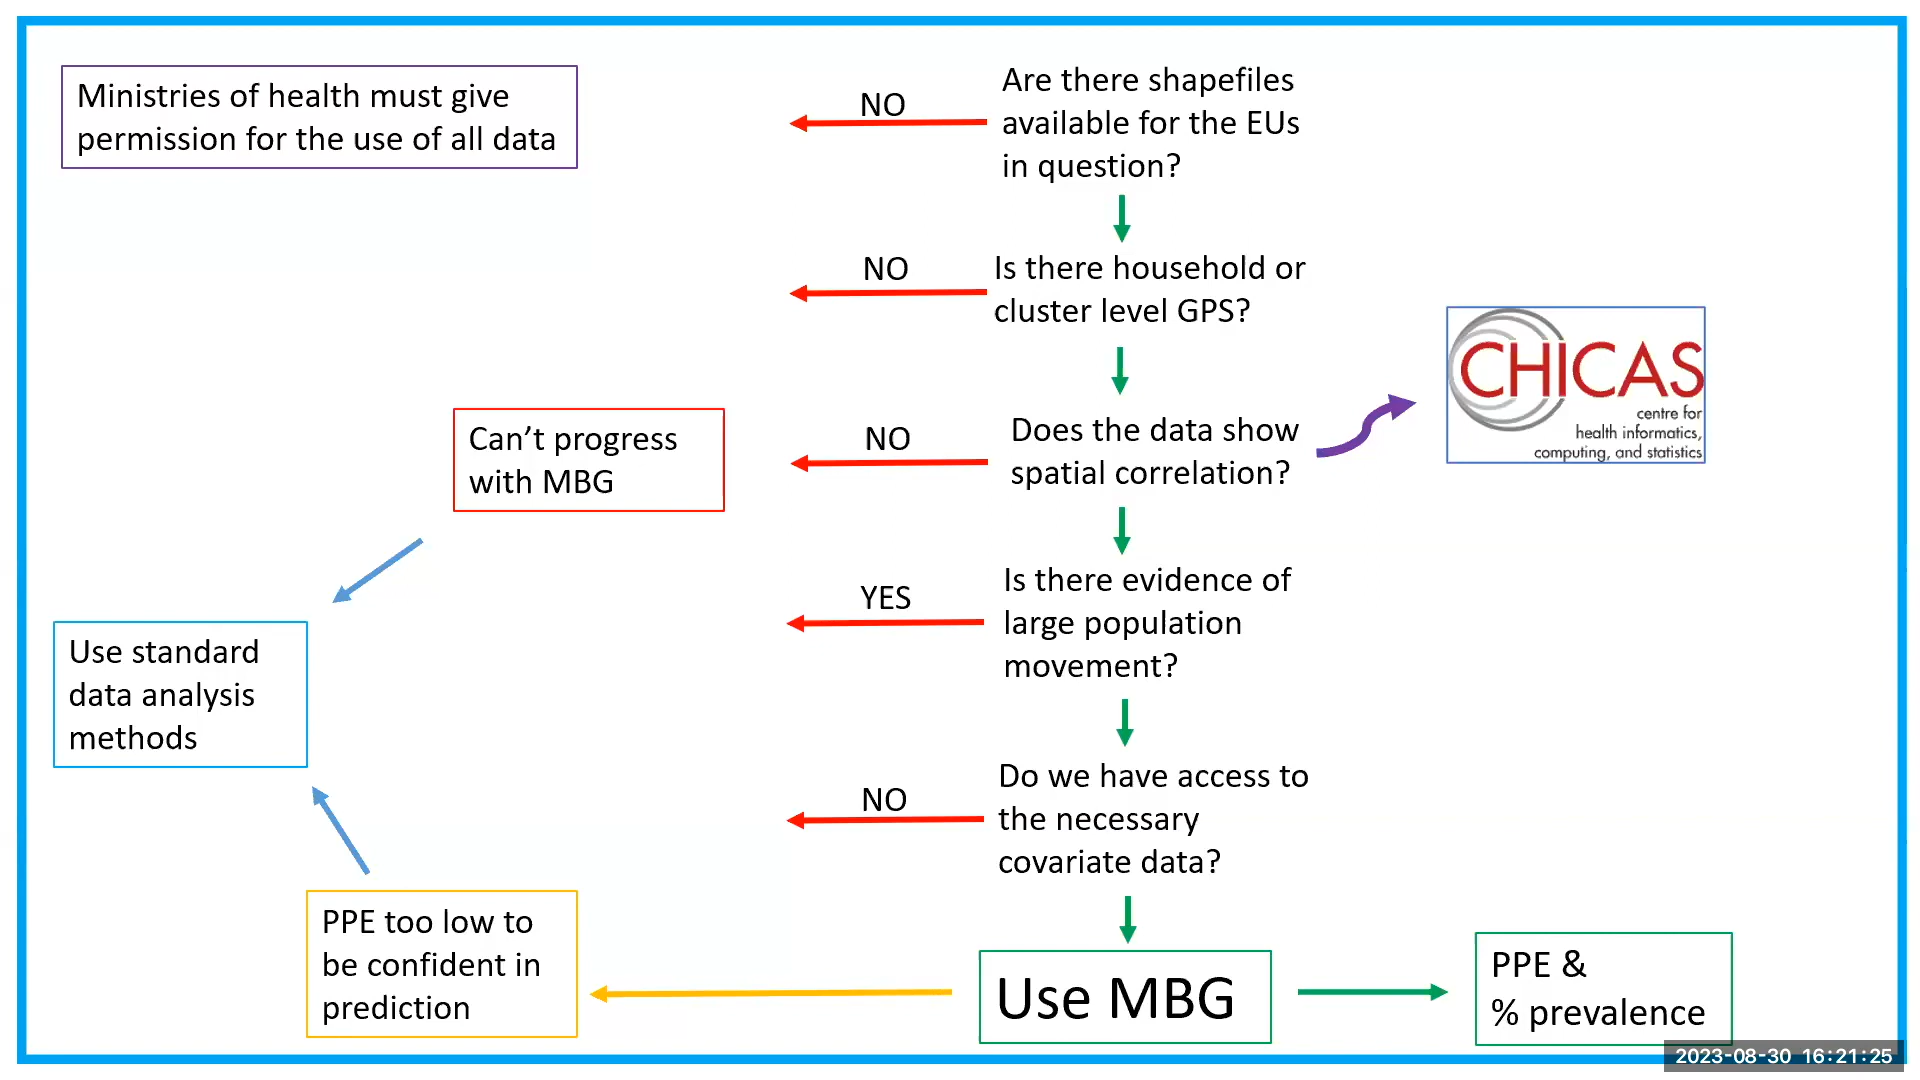 Ministries of health must give
permission for the use of all data
Are there shapefiles
available for the EUs
in question?
NO
Is there household or
cluster level GPS?
NO
Does the data show
spatial correlation?
NO
CHICAS
centre for
health informatics,
computing, and statistics
Can’t progress
with MBG
Is there evidence of
large population
movement?
YES
Use standard
data analysis
methods
Do we have access to
the necessary
covariate data?
NO
PPE too low to
be confident in
prediction
Use MBG
PPE &
% prevalence
2023-08-30 16:21:25